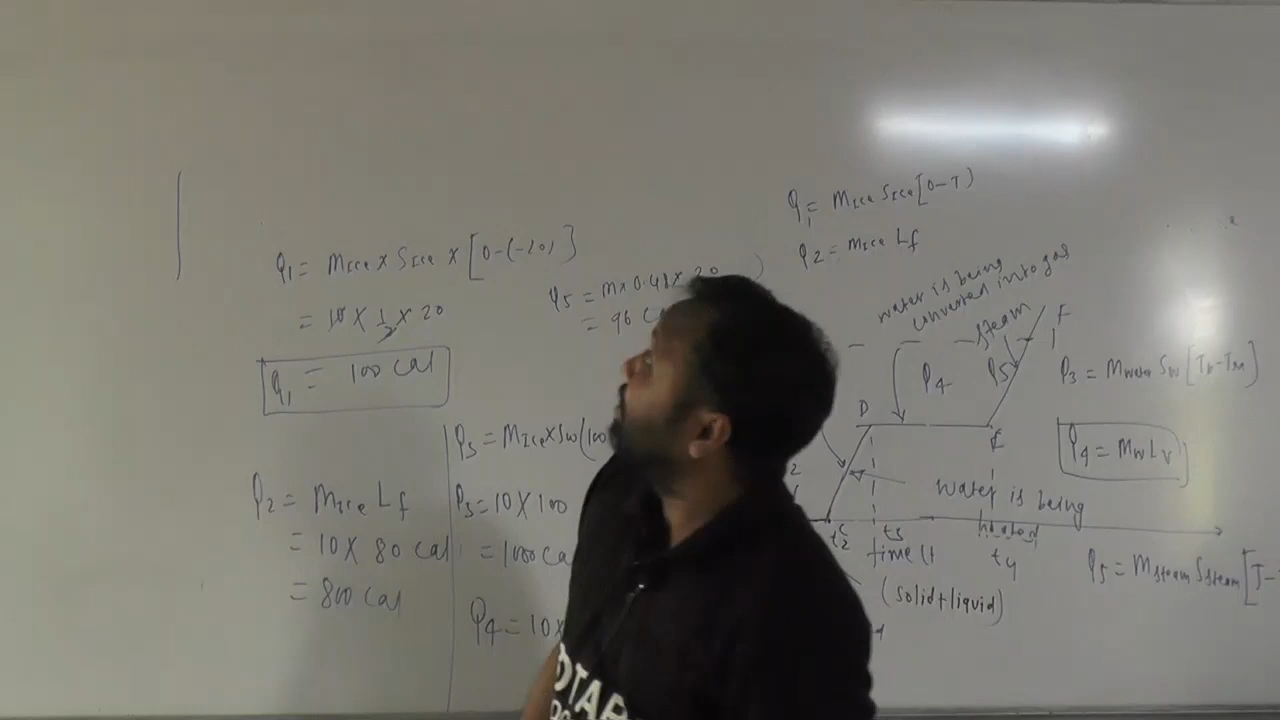 Q1 = MIce x SIce x [0-(-20)]
= 10 x 1/2 x 20
Q1 = 100 cal
Q2 = MIce Lf
= 10 x 80 cal
= 800 cal
Q5 = m x 0.48 x 20
= 96
Q3 = MIce x Sw (100
Q3 = 10 x 100
= 1000 ca
Q4 = 10x
Q1 = MIce SIce [0-T)
Q2 = MIce Lf
water is being
converted into gas
steam
F
Q4
Q5
D
E
Q3 = Mwater Sw [Tb-Tm]
Q4 = MwLv
water is being
heated
t2
t3
t4
C
time (t
(solid+liquid)
Q5 = Msteam Ssteam [T-
OTAR